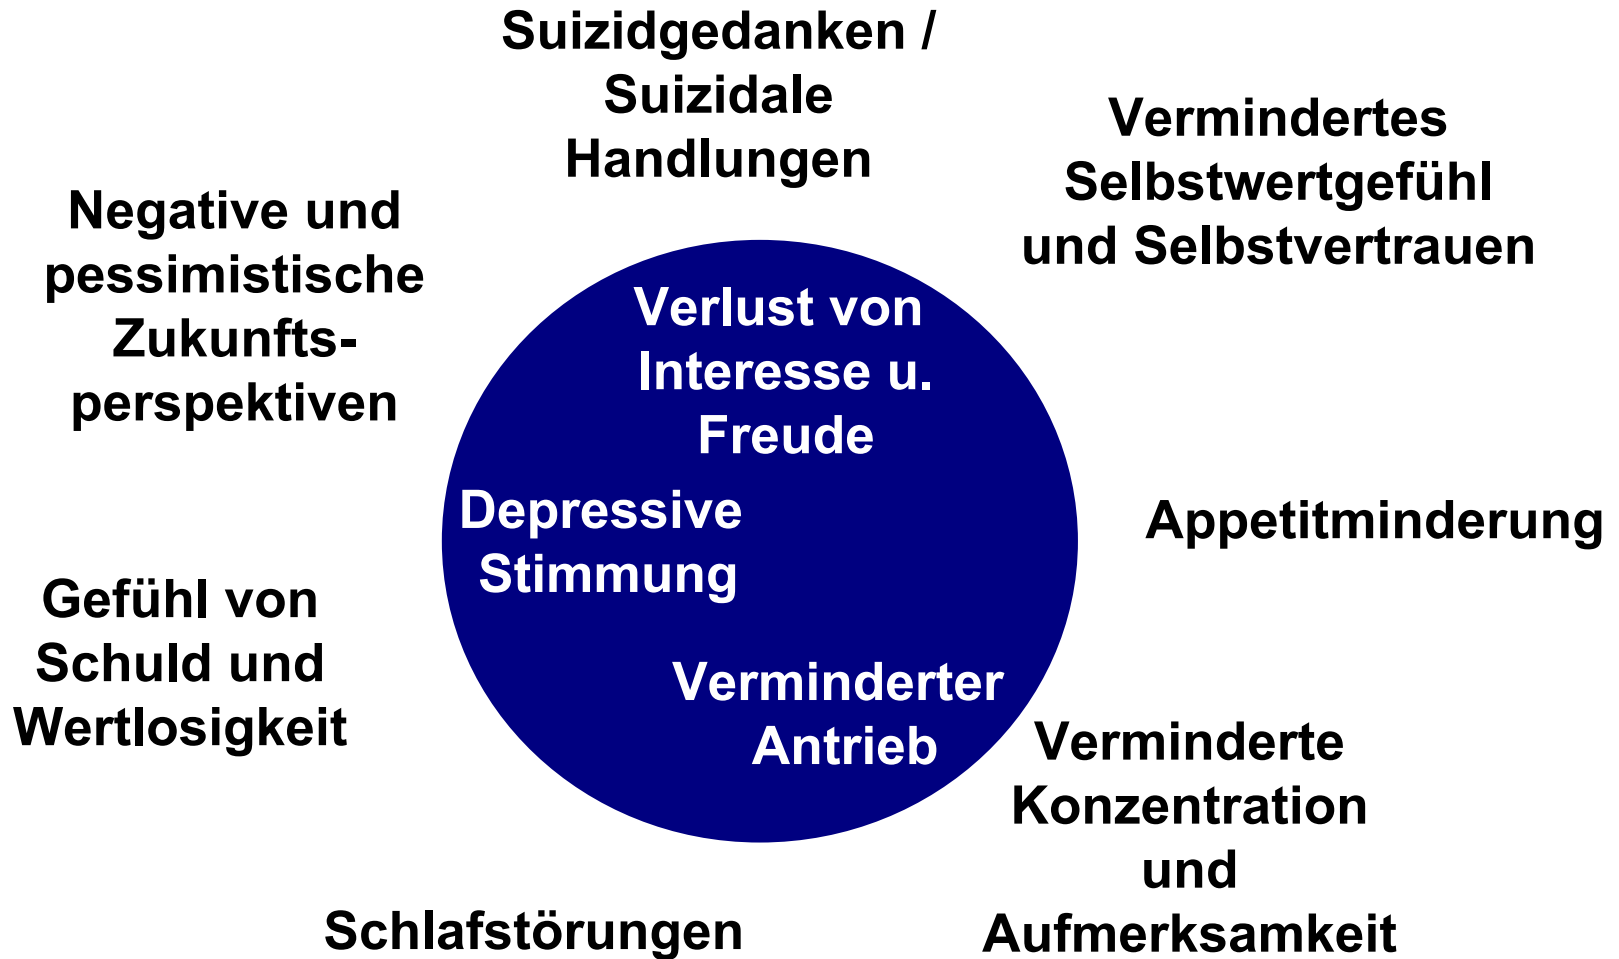 Suizidgedanken /
Suizidale
Handlungen
Vermindertes
Selbstwertgefühl
und Selbstvertrauen
Negative und
pessimistische
Zukunfts-
perspektiven
Verlust von
Interesse u.
Freude
Depressive
Stimmung
Appetitminderung
Gefühl von
Schuld und
Wertlosigkeit
Verminderter
Antrieb
Verminderte
Konzentration
und
Aufmerksamkeit
Schlafstörungen